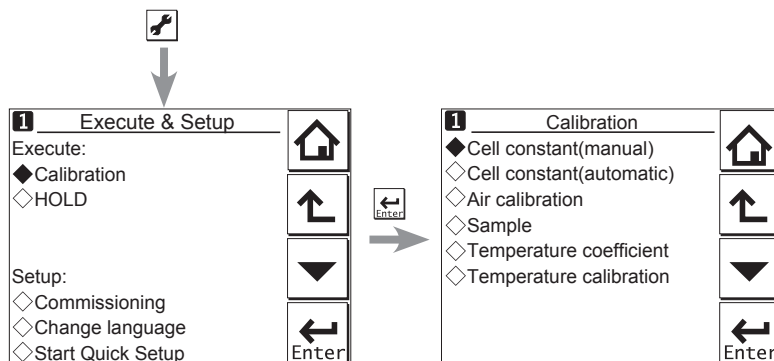 1 Execute & Setup
Execute:
Calibration
HOLD
Setup:
Commissioning
Change language
Start Quick Setup
Enter
Enter
1 Calibration
Cell constant(manual)
Cell constant(automatic)
Air calibration
Sample
Temperature coefficient
Temperature calibration
Enter